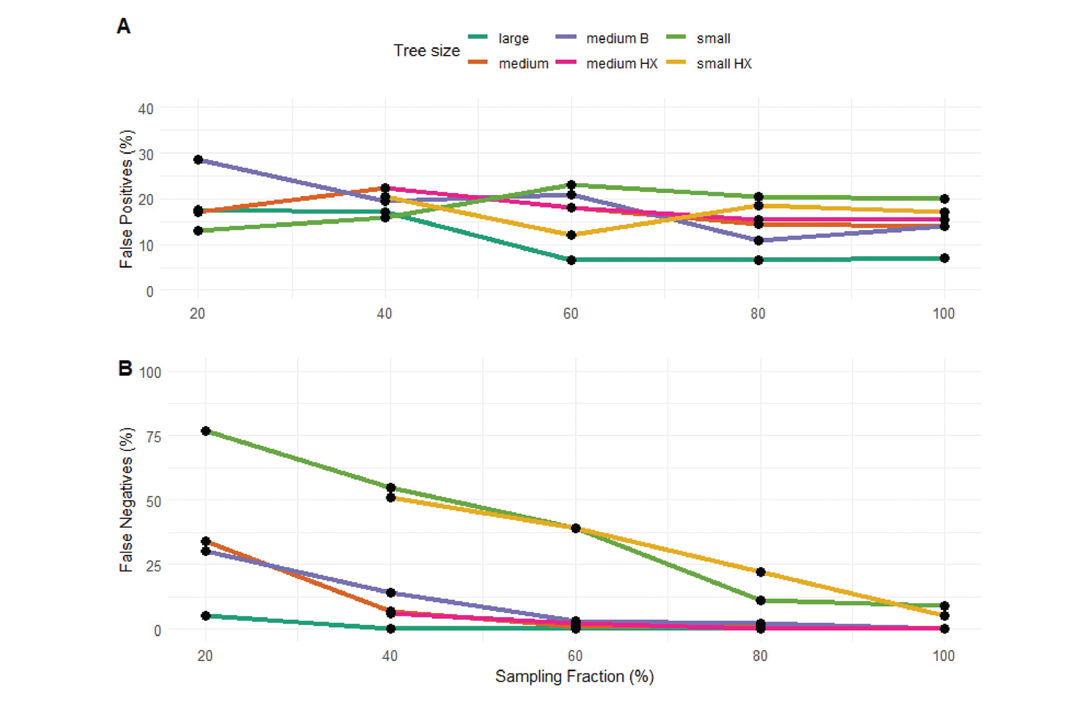 A
Tree size
large
medium B
small
medium
medium HX
small HX
False Positives (%)
40
30
20
10
0
20
40
60
80
100
B
False Negatives (%)
100
75
50
25
0
20
40
60
80
100
Sampling Fraction (%)